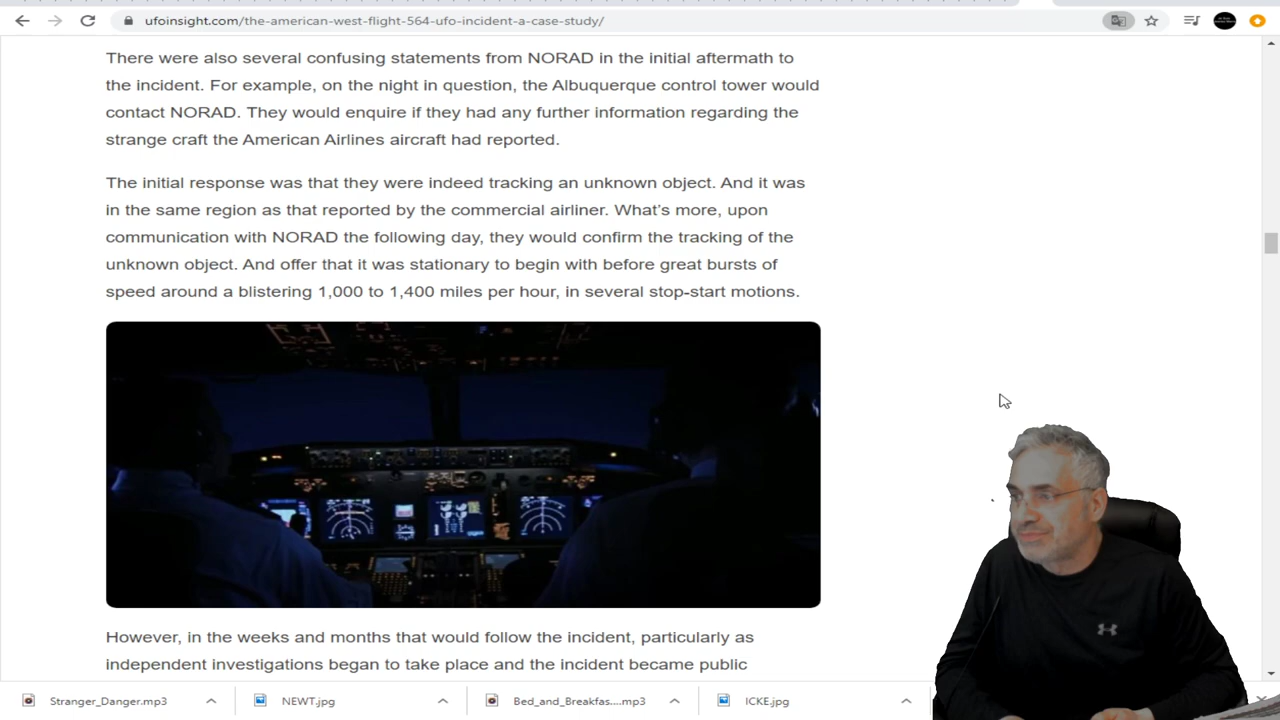 ufoinsight.com/the-american-west-flight-564-ufo-incident-a-case-study/
There were also several confusing statements from NORAD in the initial aftermath to
the incident. For example, on the night in question, the Albuquerque control tower would
contact NORAD. They would enquire if they had any further information regarding the
strange craft the American Airlines aircraft had reported.
The initial response was that they were indeed tracking an unknown object. And it was
in the same region as that reported by the commercial airliner. What's more, upon
communication with NORAD the following day, they would confirm the tracking of the
unknown object. And offer that it was stationary to begin with before great bursts of
speed around a blistering 1,000 to 1,400 miles per hour, in several stop-start motions.
However, in the weeks and months that would follow the incident, particularly as
independent investigations began to take place and the incident became public
Stranger_Danger.mp3
NEWT.jpg
Bed_and_Breakfas....mp3
ICKE.jpg